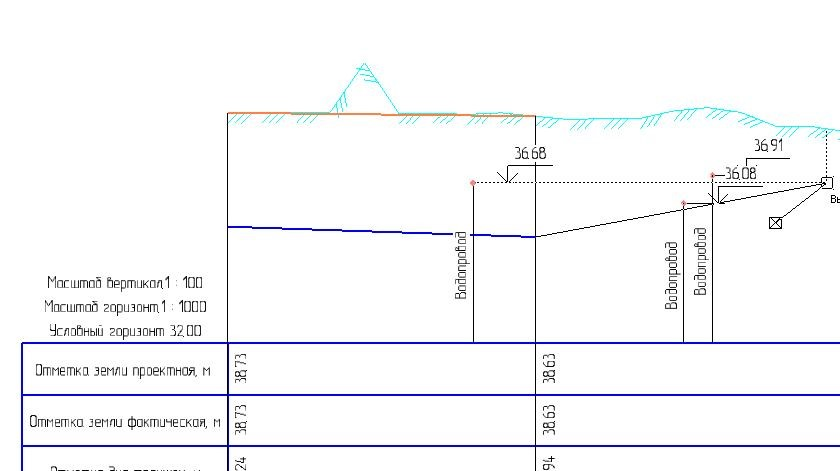 36,91
36,68
36,08
Водопровод
Водопровод
Водопровод
Масштаб вертикал.1 : 100
Масштаб горизонт.1 : 1000
Условный горизонт 32,00
Отметка земли проектная, м
38,73
38,63
Отметка земли фактическая, м
38,73
38,63
24
94